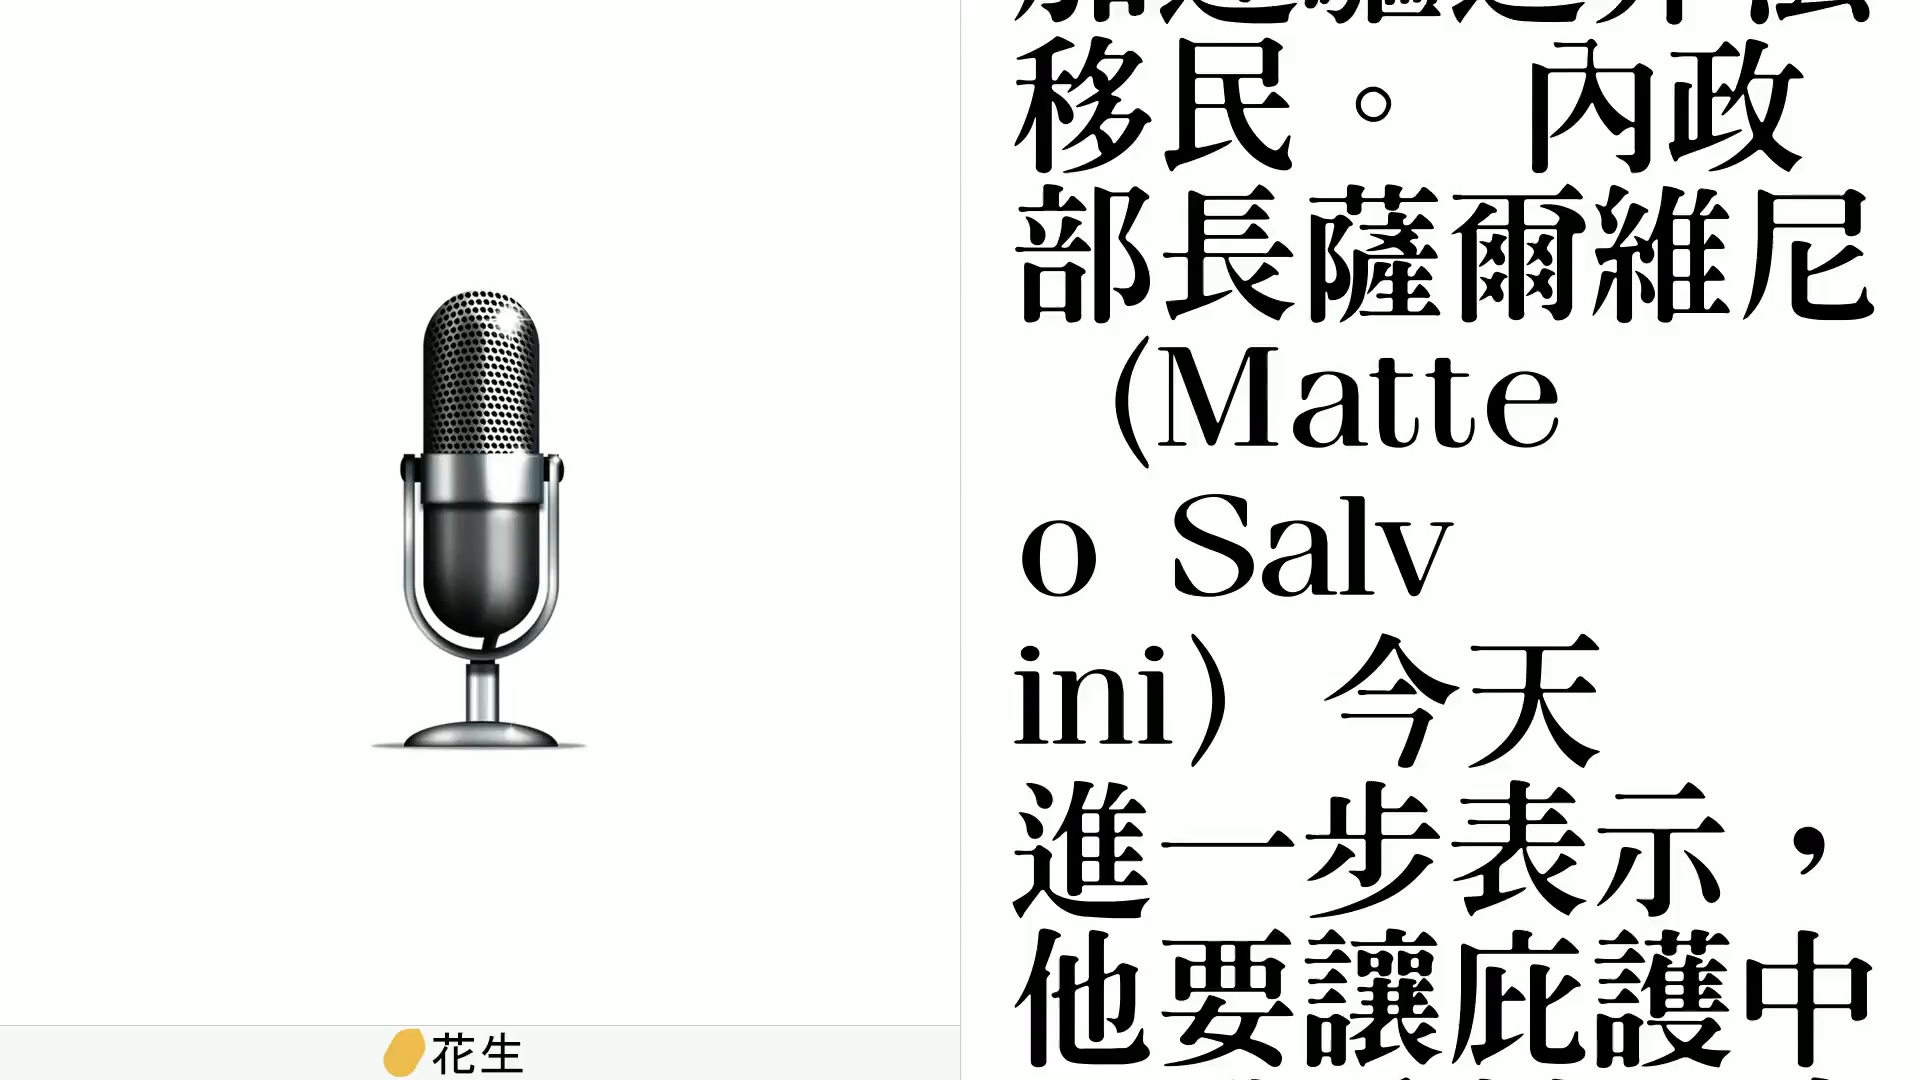 移民。 內政
部長薩爾維尼
(Matte
o Salv
ini) 今天
進一步表示，
他要讓庇護中
花生